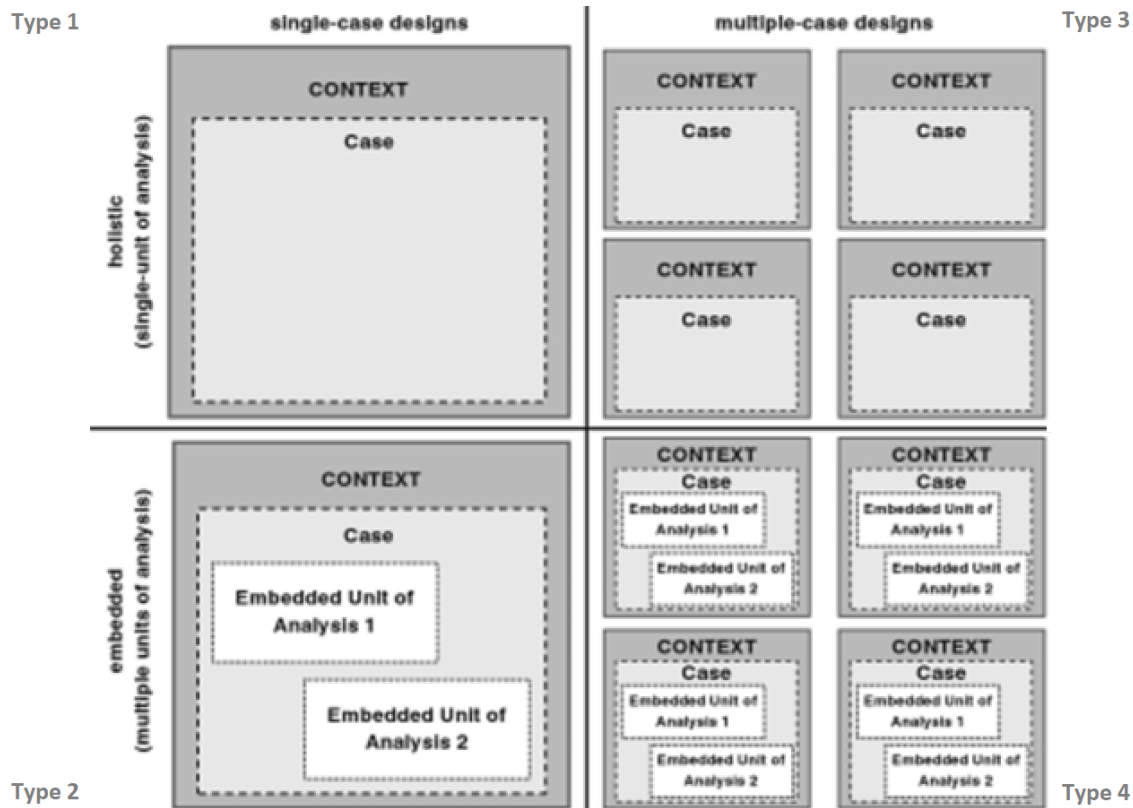 Type 1
single-case designs
multiple-case designs
Type 3
holistic
(single-unit of analysis)
CONTEXT
Case
CONTEXT
Case
CONTEXT
Case
CONTEXT
Case
CONTEXT
Case
embedded
(multiple units of analysis)
CONTEXT
Case
Embedded Unit of
Analysis 1
Embedded Unit of
Analysis 2
CONTEXT
Case
Embedded Unit of
Analysis 1
Embedded Unit of
Analysis 2
CONTEXT
Case
Embedded Unit of
Analysis 1
Embedded Unit of
Analysis 2
CONTEXT
Case
Embedded Unit of
Analysis 1
Embedded Unit of
Analysis 2
CONTEXT
Case
Embedded Unit of
Analysis 1
Embedded Unit of
Analysis 2
Type 2
Type 4